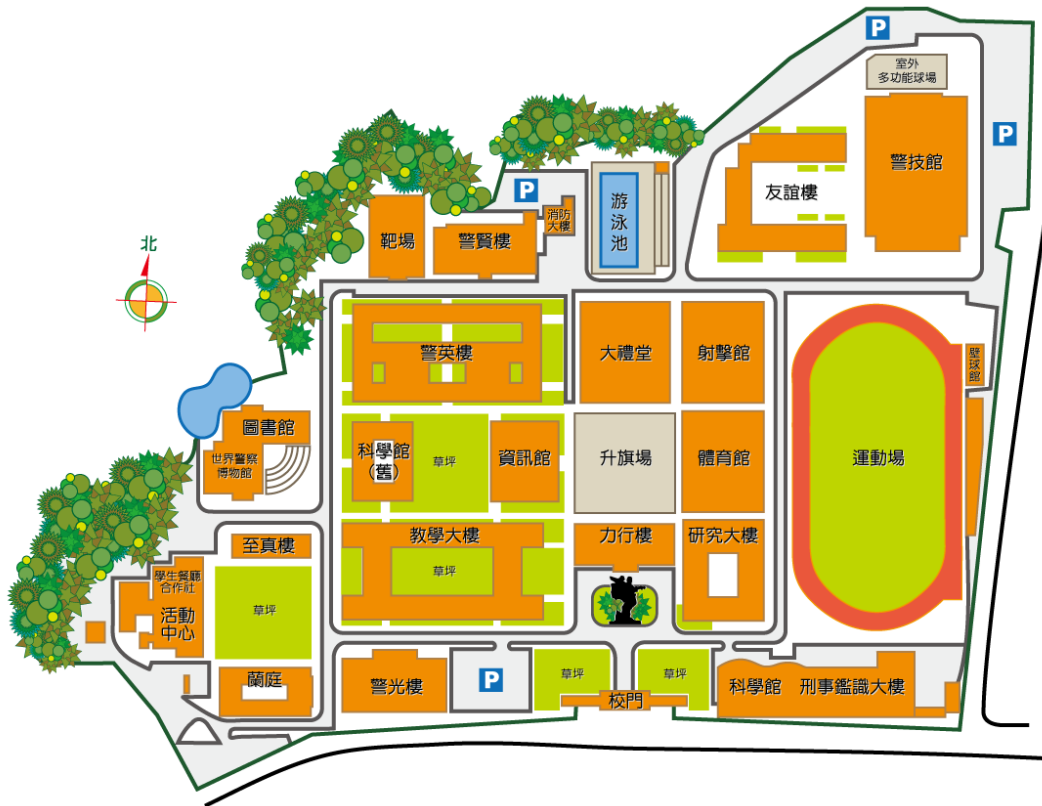 P
室外
多功能球場
P
警技館
友誼樓
P
消防
大樓
游
泳
池
靶場
警賢樓
北
警英樓
大禮堂
射擊館
壁
球
館
圖書館
世界警察
博物館
科學館
(舊)
草坪
資訊館
升旗場
體育館
運動場
至真樓
教學大樓
草坪
力行樓
研究大樓
學生餐廳
合作社
活動
中心
草坪
蘭庭
警光樓
P
草坪
草坪
校門
科學館
刑事鑑識大樓